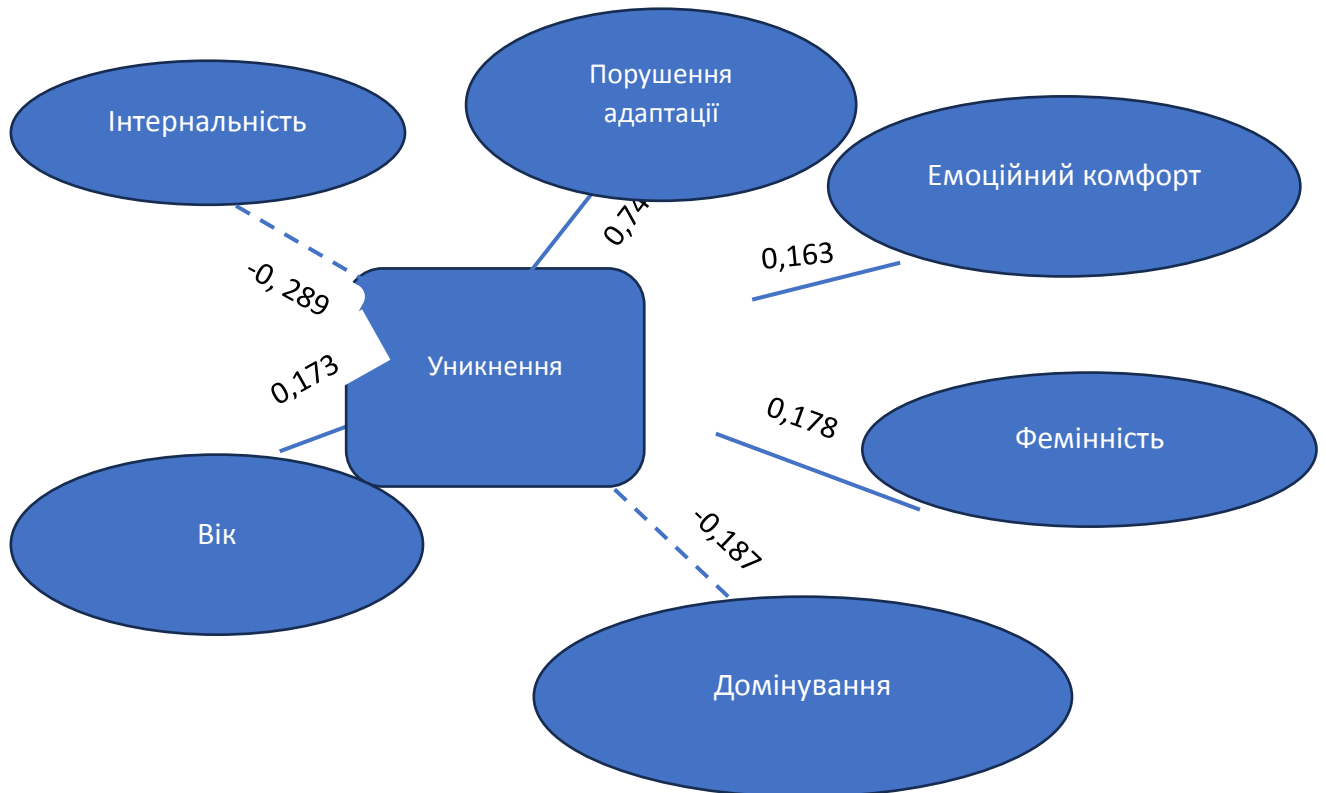 Порушення
адаптації
Інтернальність
Емоційний комфорт
0,74
0,163
-0, 289
Уникнення
0,173
0,178
Фемінність
-0,187
Вік
Домінування